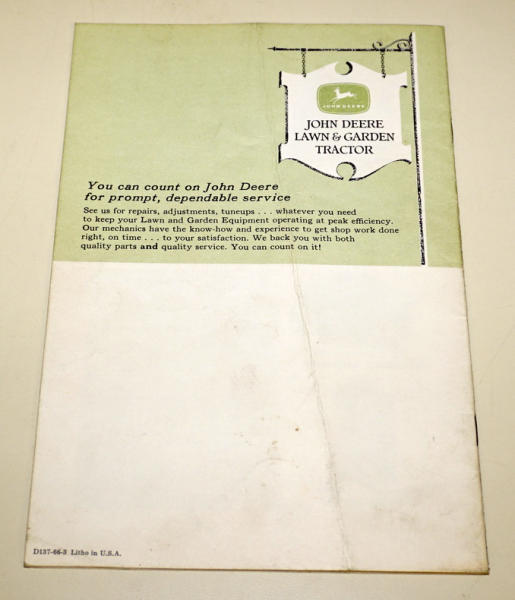 JOHN DEERE
JOHN DEERE
LAWN & GARDEN
TRACTOR
You can count on John Deere
for prompt, dependable service
See us for repairs, adjustments, tuneups . . . whatever you need
to keep your Lawn and Garden Equipment operating at peak efficiency.
Our mechanics have the know-how and experience to get shop work done
right, on time . . . to your satisfaction. We back you with both
quality parts and quality service. You can count on it!
D137-66-3 Litho in U.S.A.